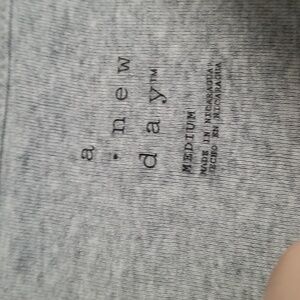 a
new
day™
MEDIUM
MADE IN NICARAGUA
HECHO EN NICARAGUA